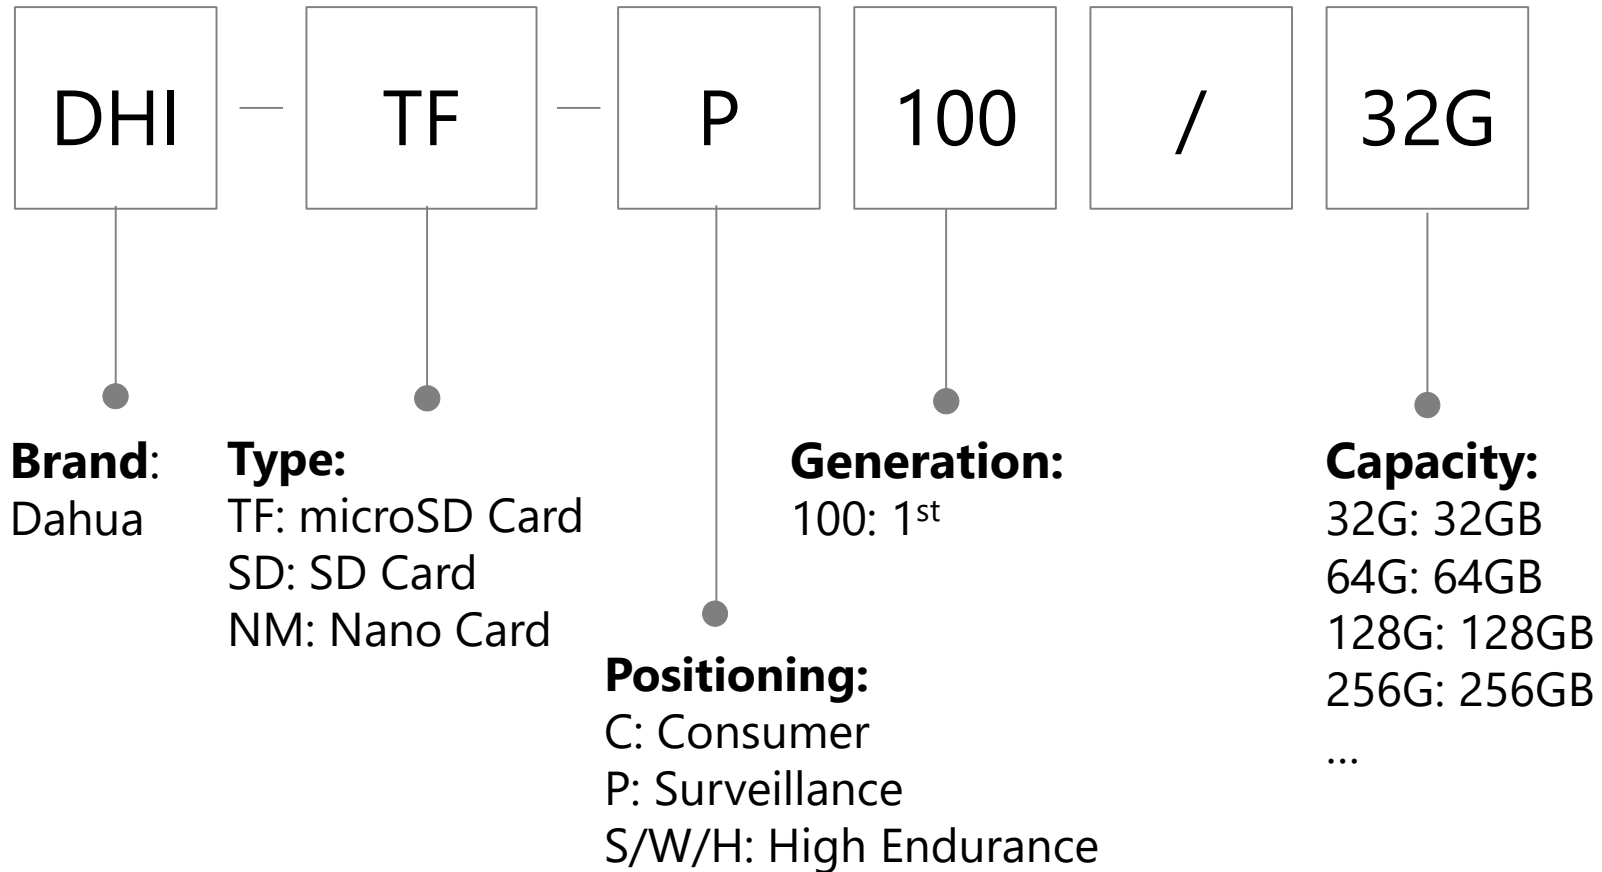 DHI — TF — P 100 / 32G
Brand:
Dahua
Type:
TF: microSD Card
SD: SD Card
NM: Nano Card
Positioning:
C: Consumer
P: Surveillance
S/W/H: High Endurance
Generation:
100: 1st
Capacity:
32G: 32GB
64G: 64GB
128G: 128GB
256G: 256GB
...